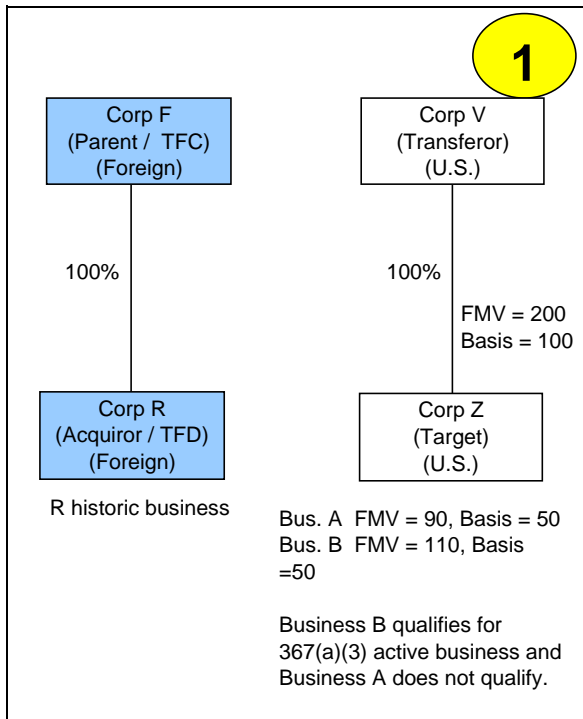 1
Corp F
(Parent /  TFC)
(Foreign)
Corp V
(Transferor)
(U.S.)
100%
100%
FMV = 200
Basis = 100
Corp R
(Acquiror / TFD)
(Foreign)
Corp Z
(Target)
(U.S.)
R historic business
Bus. A  FMV = 90, Basis = 50
Bus. B  FMV = 110, Basis
=50
Business B qualifies for
367(a)(3) active business and
Business A does not qualify.